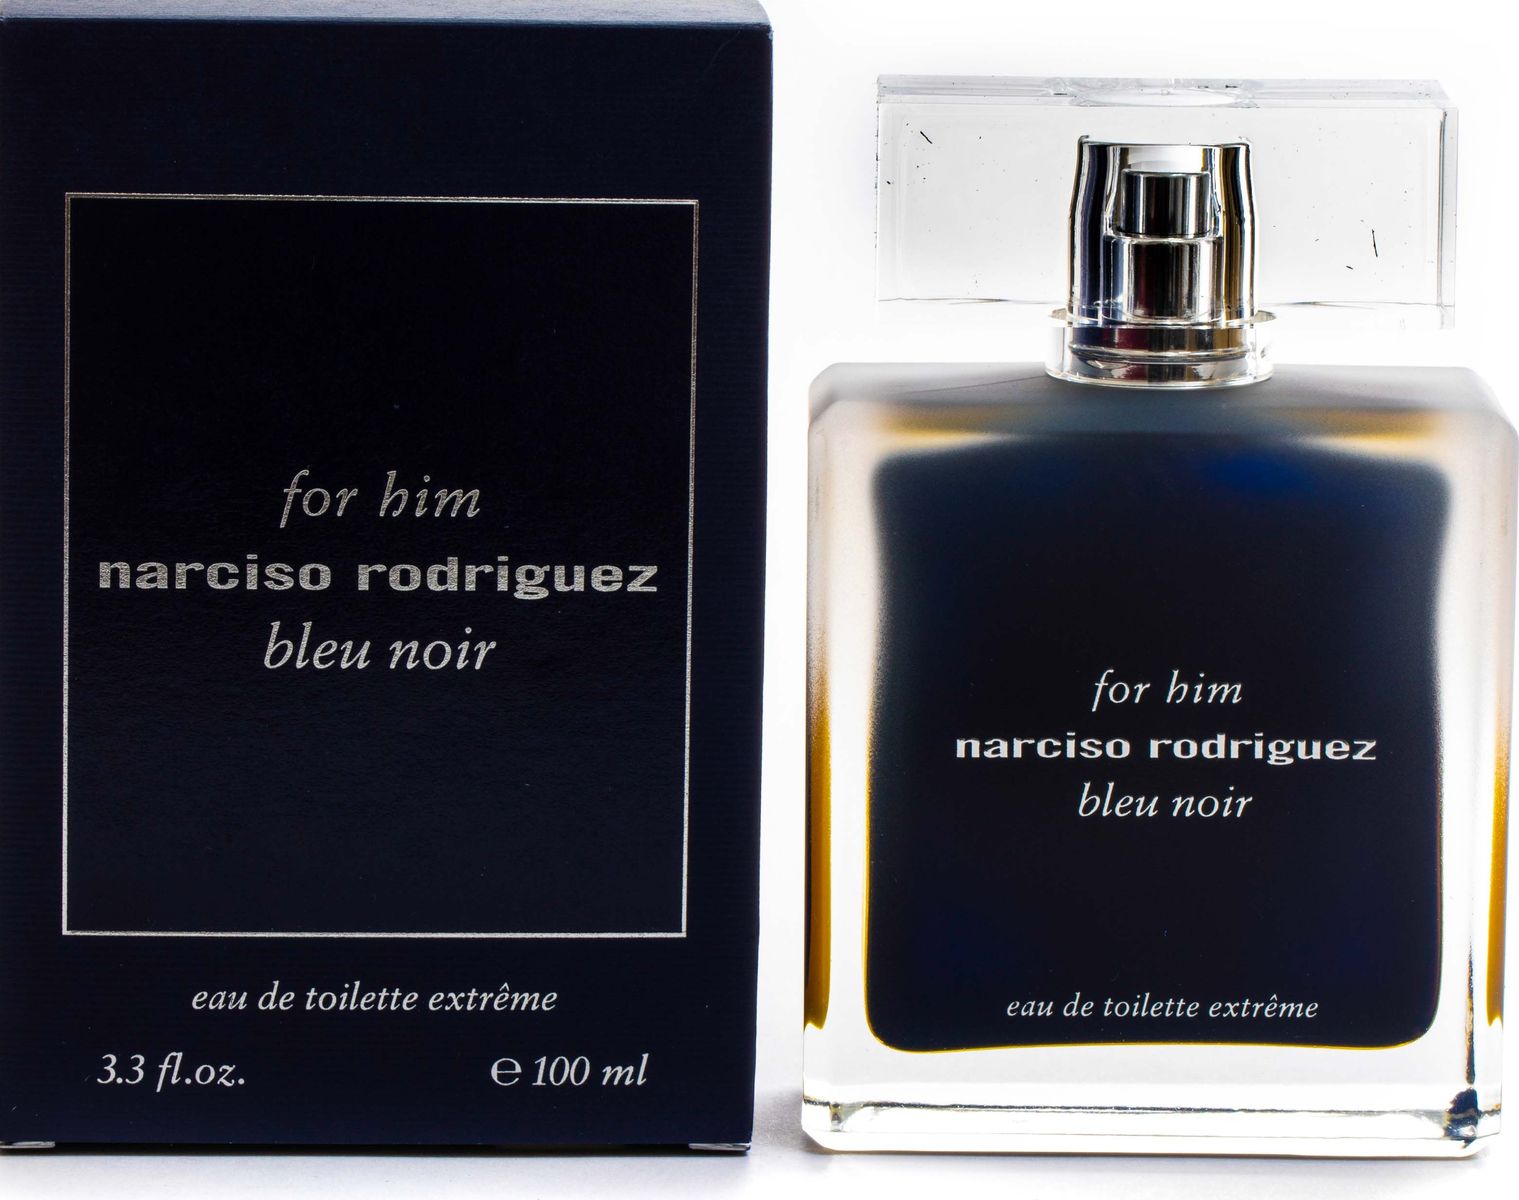 for him
narciso rodriguez
bleu noir
eau de toilette extrême
3.3 fl.oz. ℮ 100 ml
for him
narciso rodriguez
bleu noir
eau de toilette extrême